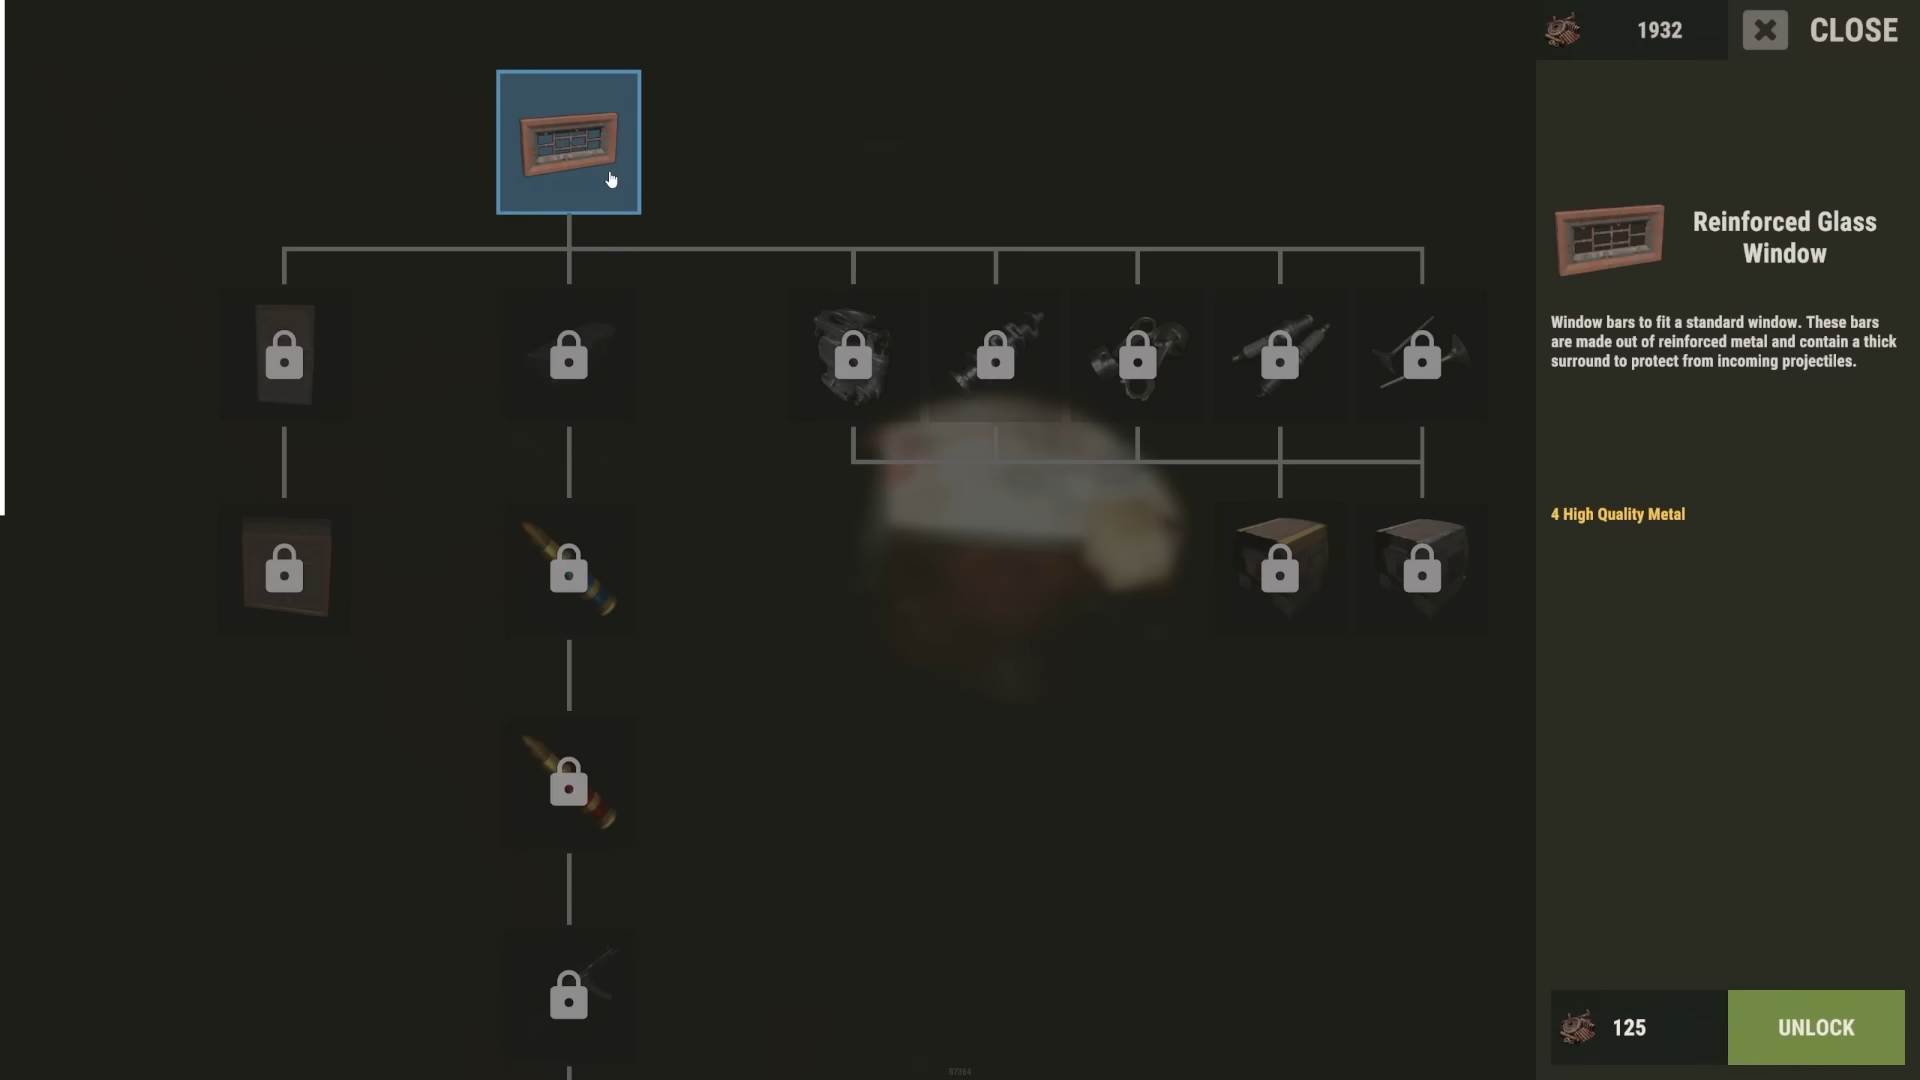 1932
CLOSE
Reinforced Glass
Window
Window bars to fit a standard window. These bars
are made out of reinforced metal and contain a thick
surround to protect from incoming projectiles.
4 High Quality Metal
125
UNLOCK